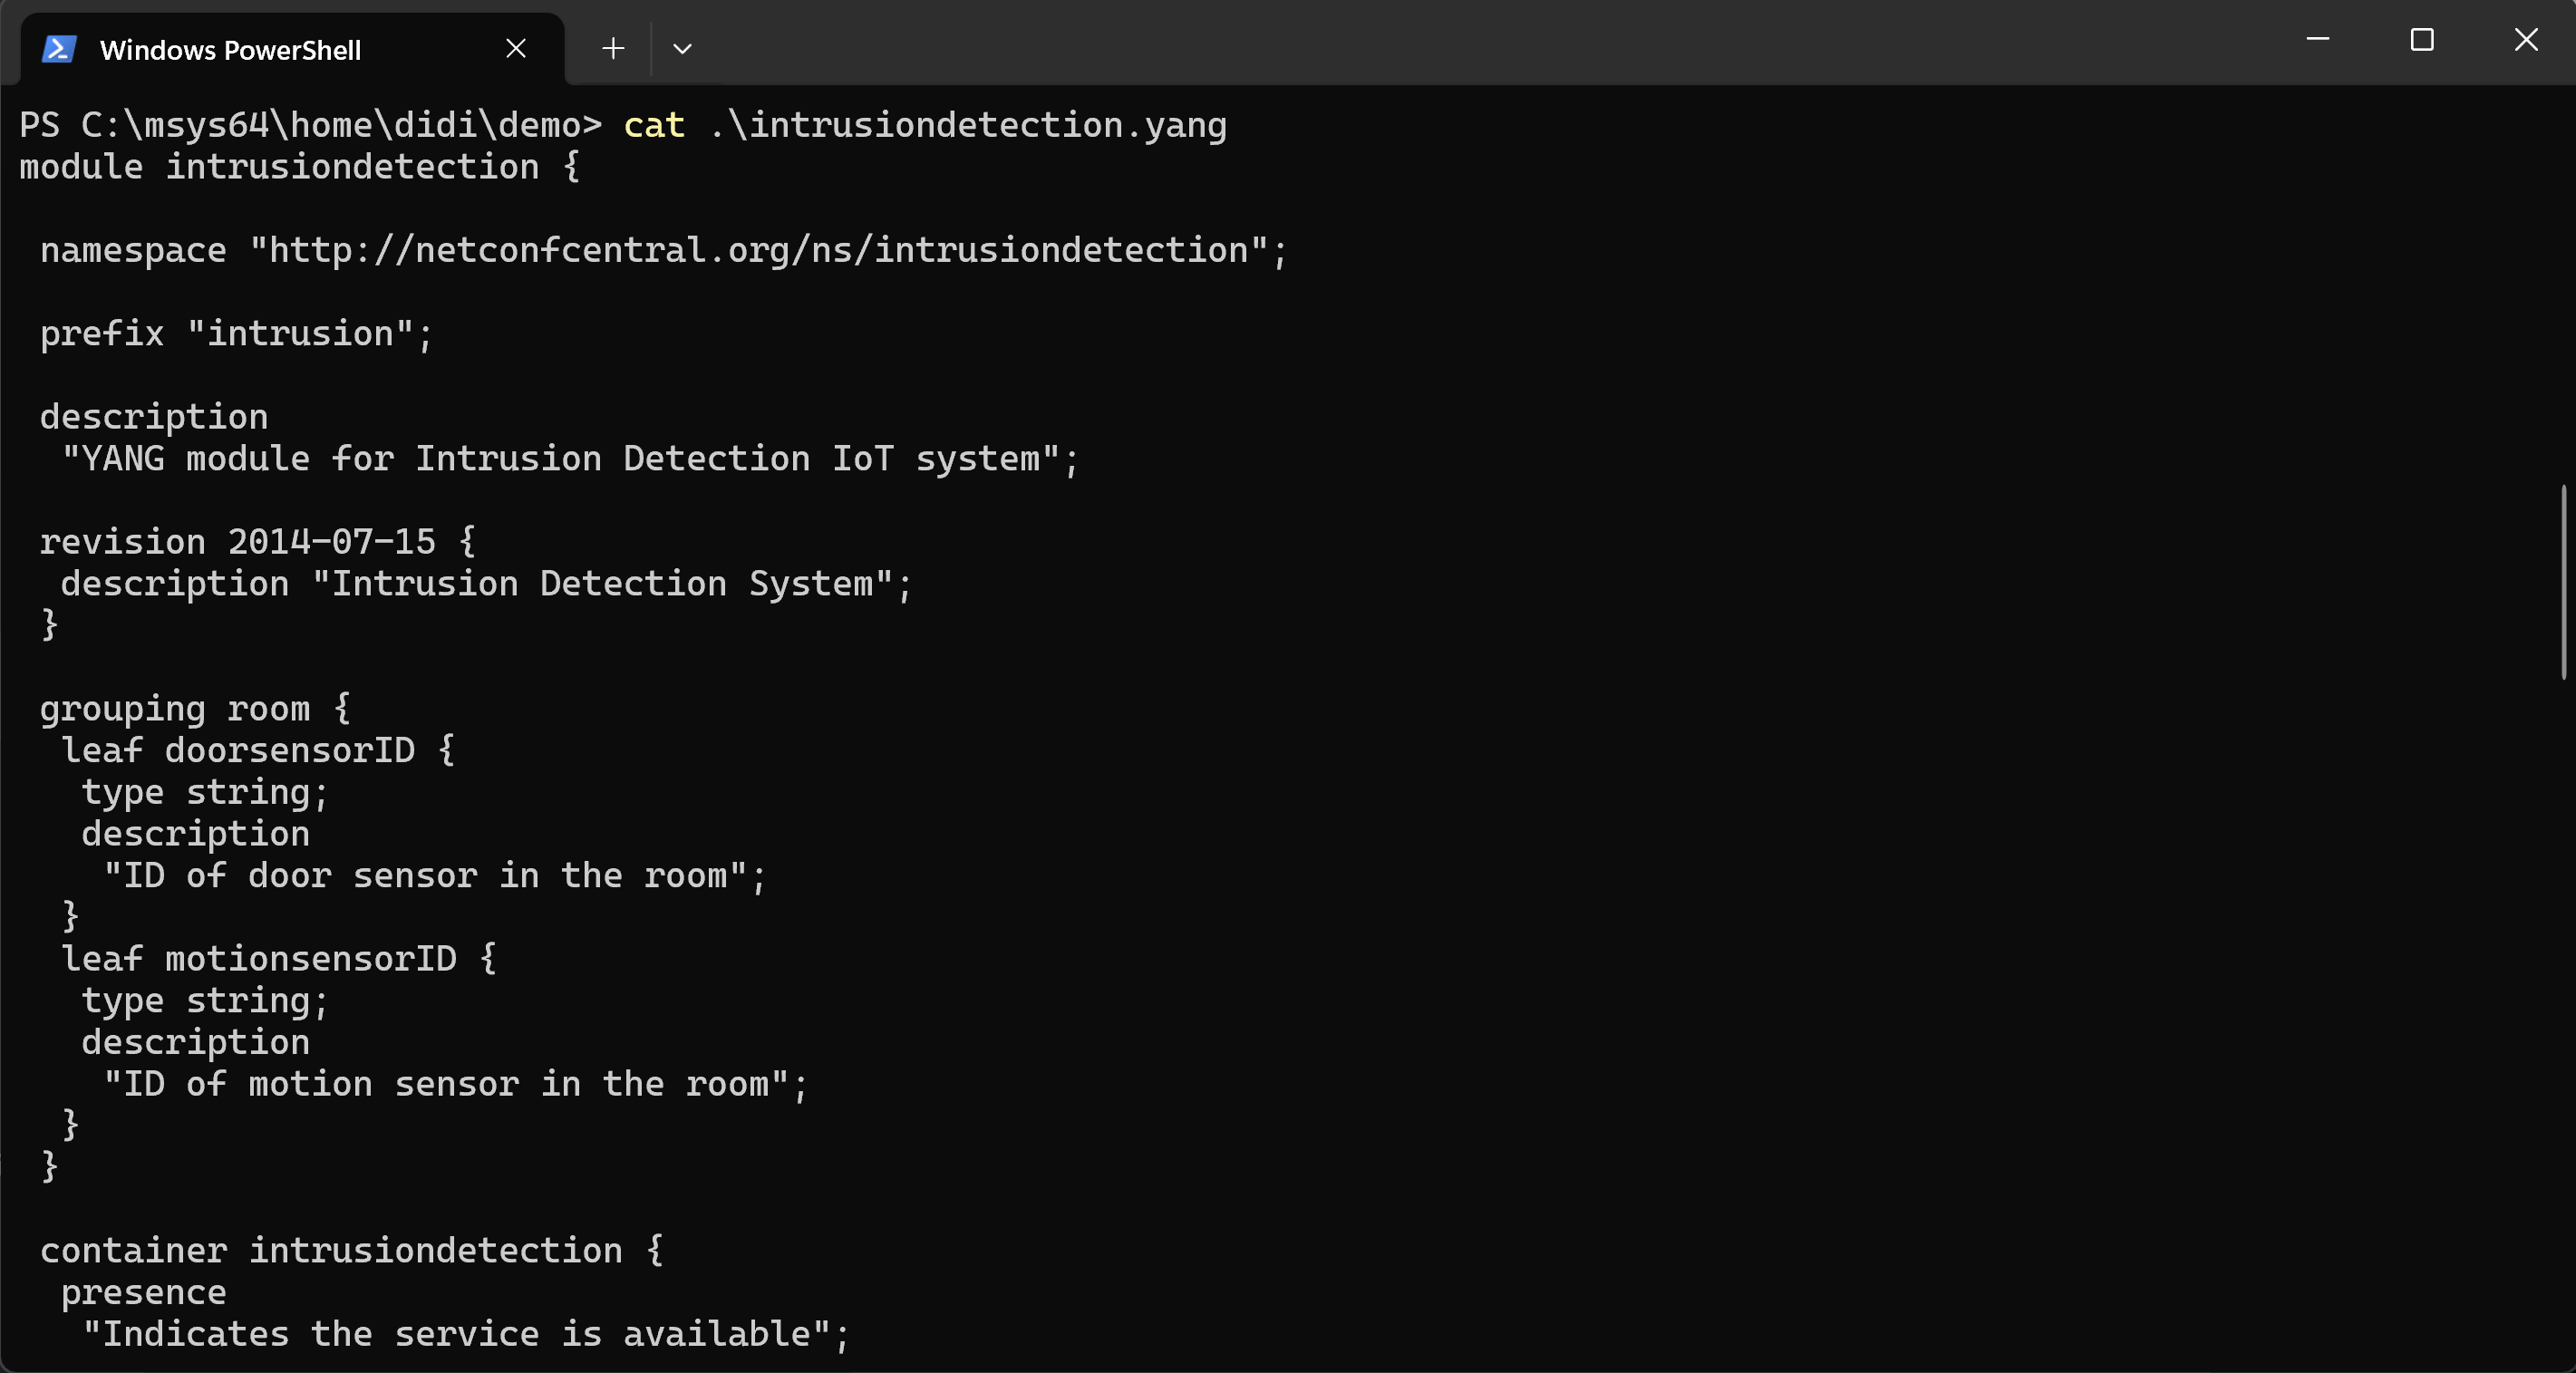 Windows PowerShell
PS C:\msys64\home\didi\demo> cat .\intrusiondetection.yang
module intrusiondetection {

 namespace "http://netconfcentral.org/ns/intrusiondetection";

 prefix "intrusion";

 description
  "YANG module for Intrusion Detection IoT system";

 revision 2014-07-15 {
  description "Intrusion Detection System";
 }

 grouping room {
  leaf doorsensorID {
   type string;
   description
    "ID of door sensor in the room";
  }
  leaf motionsensorID {
   type string;
   description
    "ID of motion sensor in the room";
  }
 }

 container intrusiondetection {
  presence
   "Indicates the service is available";